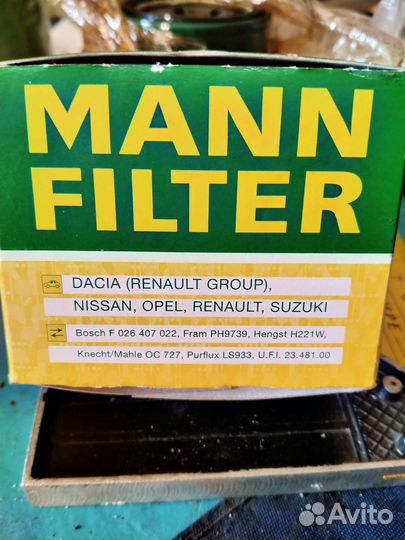 MANN
FILTER
DACIA (RENAULT GROUP),
NISSAN, OPEL, RENAULT, SUZUKI
Bosch F 026 407 022, Fram PH9739, Hengst H221W,
Knecht/Mahle OC 727, Purflux LS933, U.F.I. 23.481.00
Avito